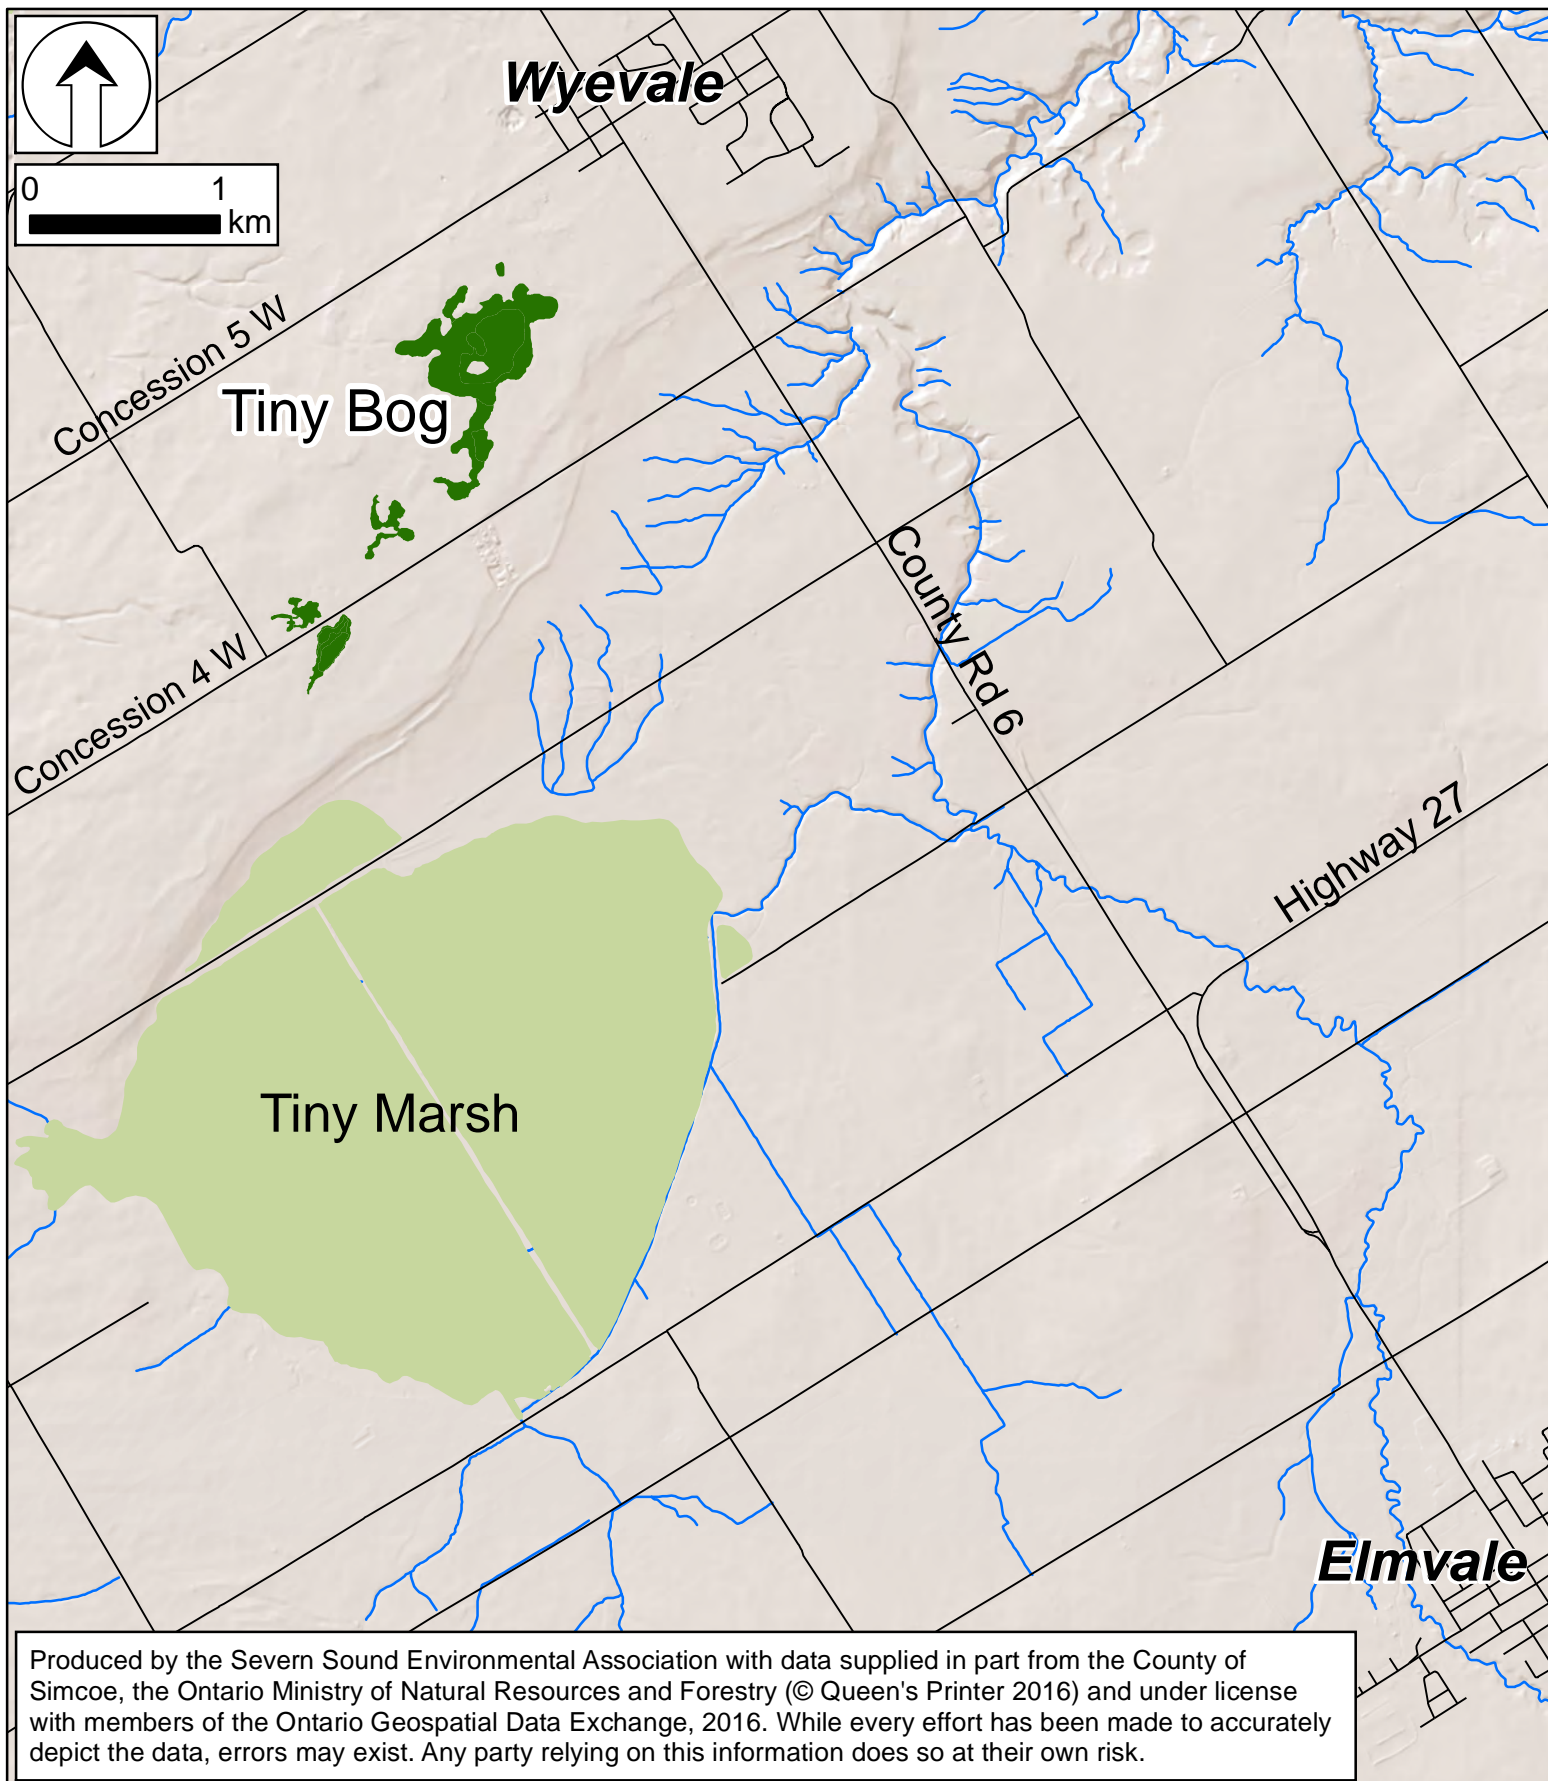 Wyevale
0 1
km
Concession 5 W
Tiny Bog
County Rd 6
Concession 4 W
Highway 27
Tiny Marsh
Elmvale
Produced by the Severn Sound Environmental Association with data supplied in part from the County of
Simcoe, the Ontario Ministry of Natural Resources and Forestry (© Queen's Printer 2016) and under license
with members of the Ontario Geospatial Data Exchange, 2016. While every effort has been made to accurately
depict the data, errors may exist. Any party relying on this information does so at their own risk.